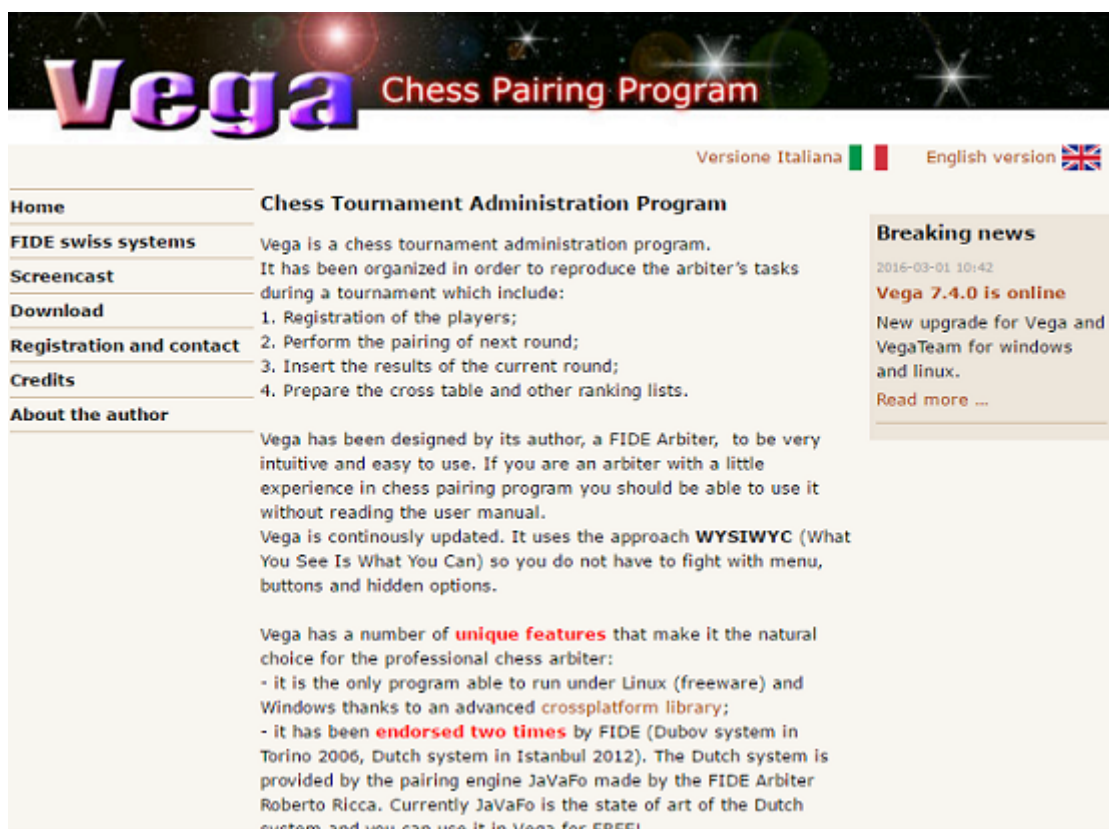 Vega Chess Pairing Program
Versione Italiana English version
Home
FIDE swiss systems
Screencast
Download
Registration and contact
Credits
About the author
Chess Tournament Administration Program
Vega is a chess tournament administration program.
It has been organized in order to reproduce the arbiter's tasks
during a tournament which include:
1. Registration of the players;
2. Perform the pairing of next round;
3. Insert the results of the current round;
4. Prepare the cross table and other ranking lists.
Vega has been designed by its author, a FIDE Arbiter, to be very
intuitive and easy to use. If you are an arbiter with a little
experience in chess pairing program you should be able to use it
without reading the user manual.
Vega is continously updated. It uses the approach WYSIWYC (What
You See Is What You Can) so you do not have to fight with menu,
buttons and hidden options.
Vega has a number of unique features that make it the natural
choice for the professional chess arbiter:
- it is the only program able to run under Linux (freeware) and
Windows thanks to an advanced crossplatform library;
- it has been endorsed two times by FIDE (Dubov system in
Torino 2006, Dutch system in Istanbul 2012). The Dutch system is
provided by the pairing engine JaVaFo made by the FIDE Arbiter
Roberto Ricca. Currently JaVaFo is the state of art of the Dutch
system and you can use it in Vega for FREE!
Breaking news
2016-03-01 10:42
Vega 7.4.0 is online
New upgrade for Vega and
VegaTeam for windows
and linux.
Read more ...